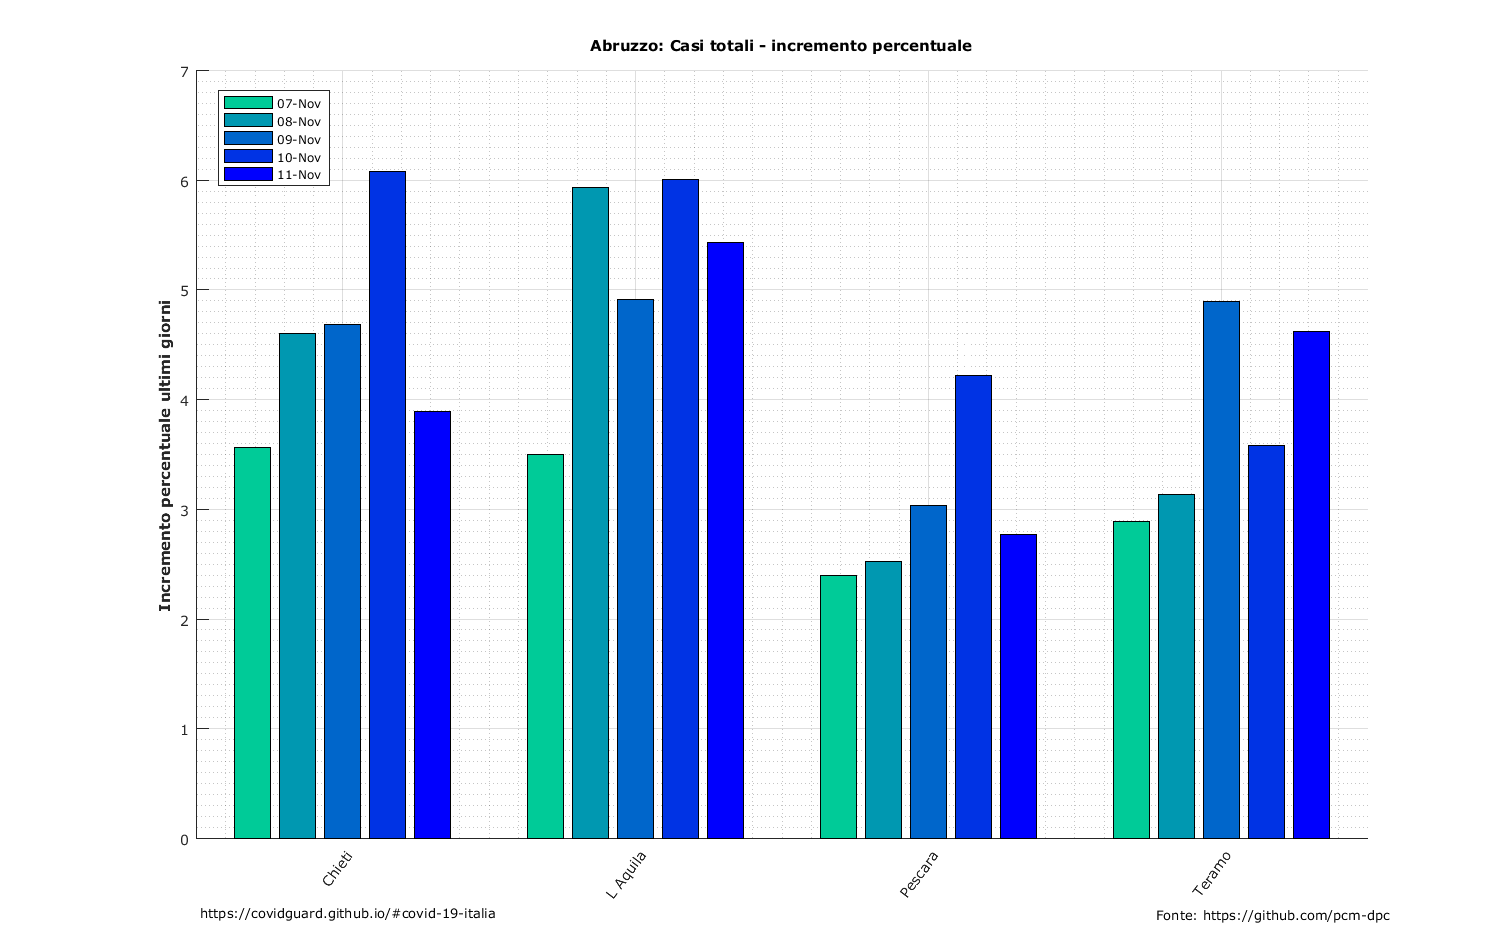 Abruzzo: Casi totali - incremento percentuale
7
6
5
4
3
2
1
0
Incremento percentuale ultimi giorni
07-Nov
08-Nov
09-Nov
10-Nov
11-Nov
Chieti
L Aquila
Pescara
Teramo
https://covidguard.github.io/#covid-19-italia
Fonte: https://github.com/pcm-dpc